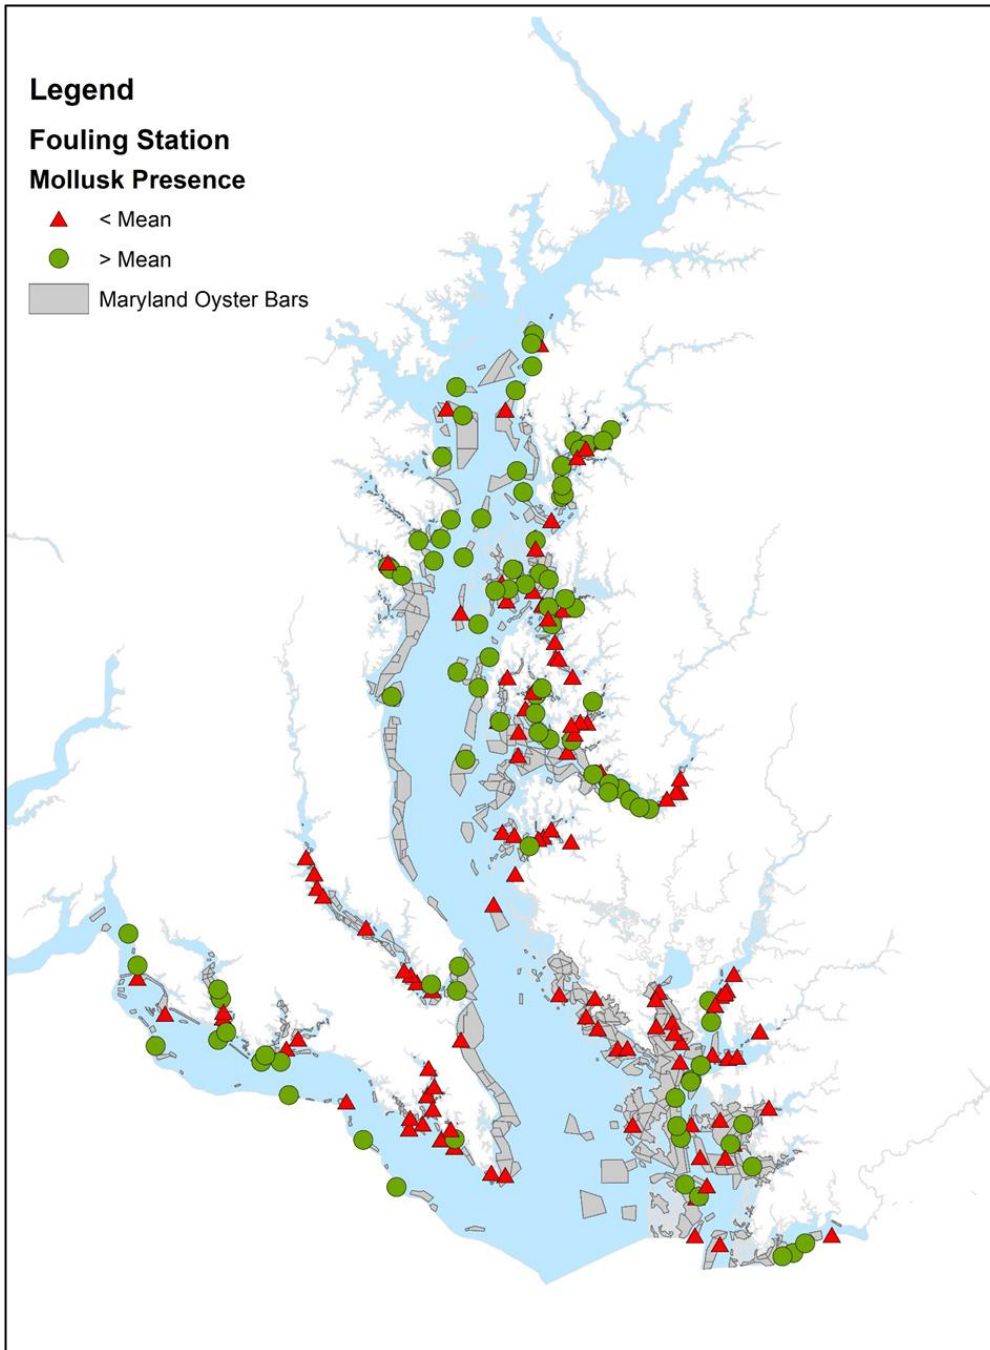 Legend
Fouling Station
Mollusk Presence
< Mean
> Mean
Maryland Oyster Bars